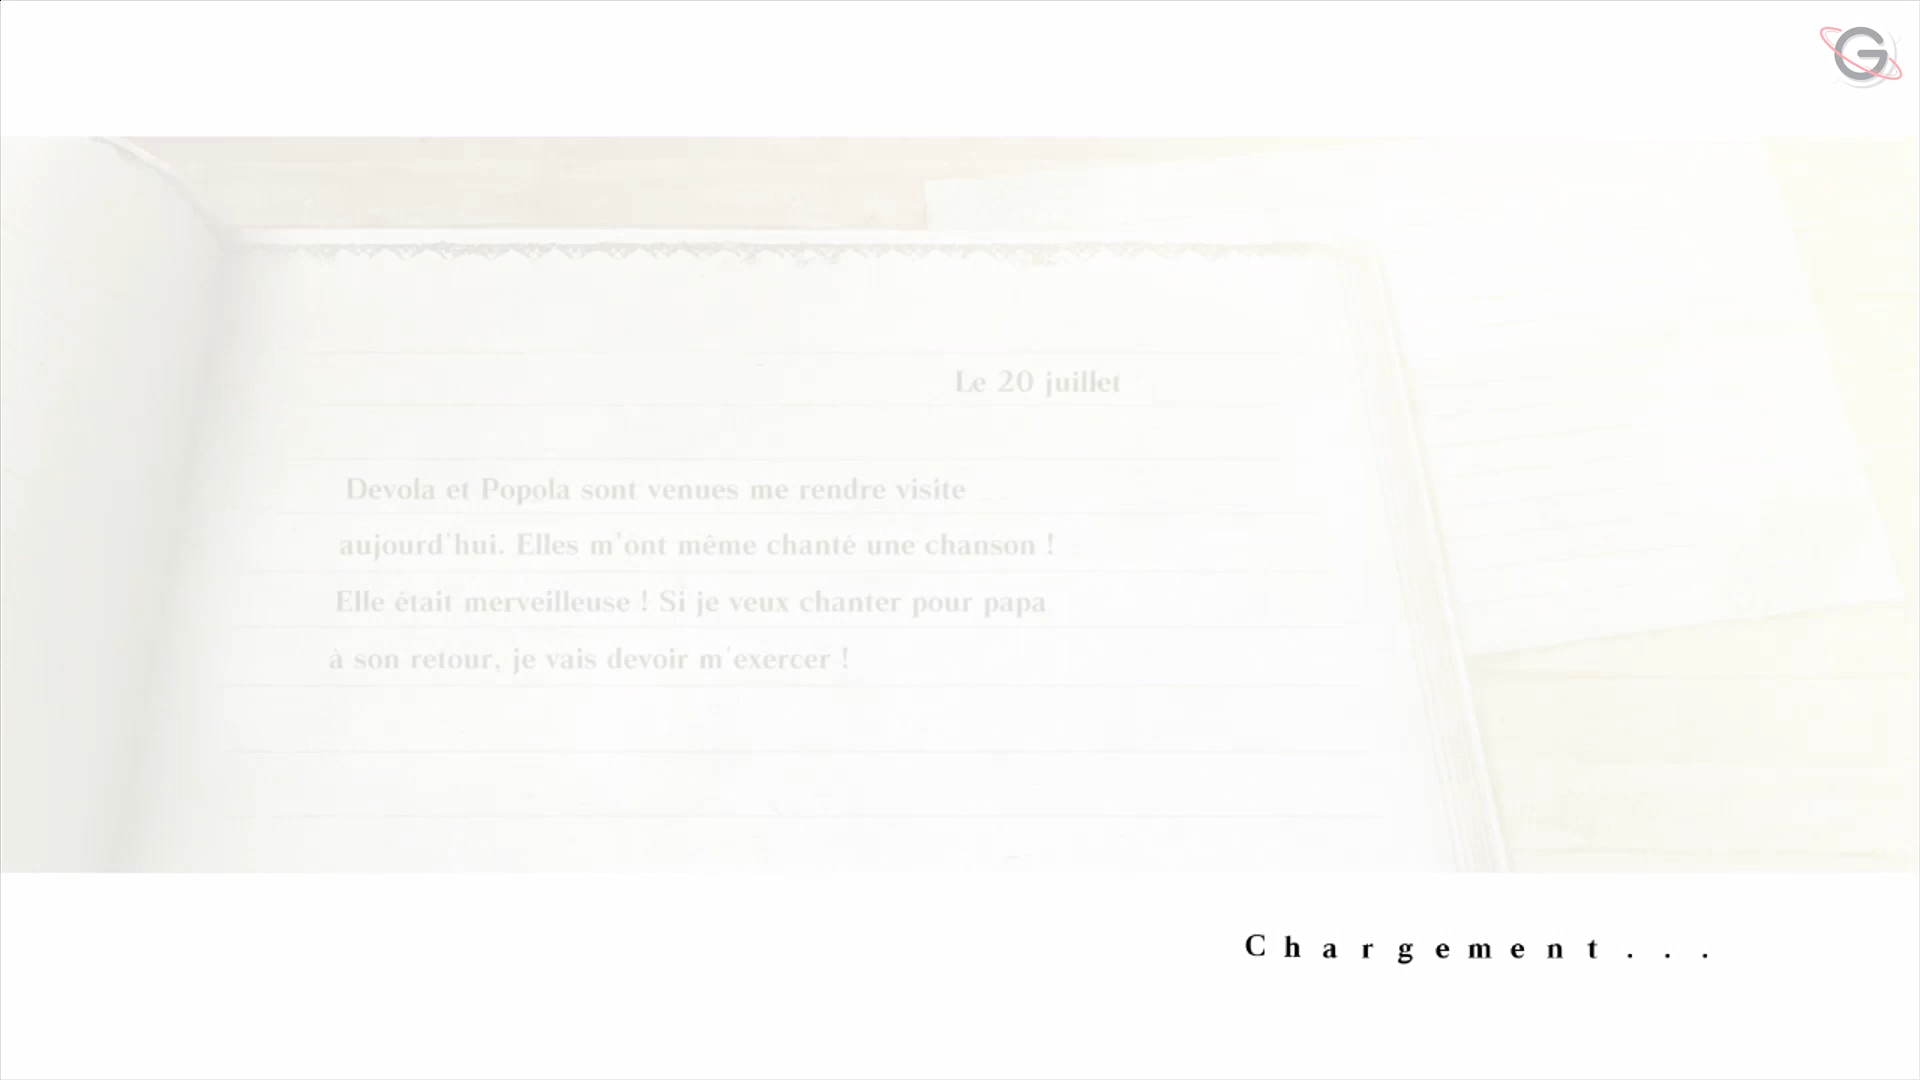 G
Le 20 juillet
Devola et Popola sont venues me rendre visite
aujourd'hui. Elles m'ont même chanté une chanson !
Elle était merveilleuse ! Si je veux chanter pour papa
à son retour, je vais devoir m'exercer !
Chargement...